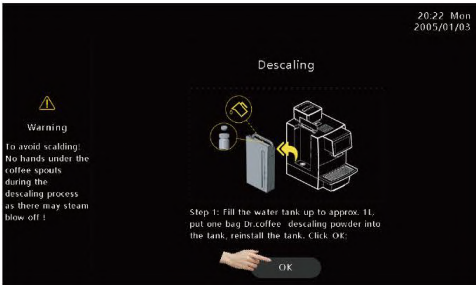 20:22 Mon
2005/01/03
Descaling
Warning
To avoid scalding:
No hands under the
coffee spouts
during the
descaling process
as there may steam
blow off !
Step 1: Fill the water tank up to approx. 1L,
put one bag Dr.coffee descaling powder into
the tank, reinstall the tank. Click OK:
OK